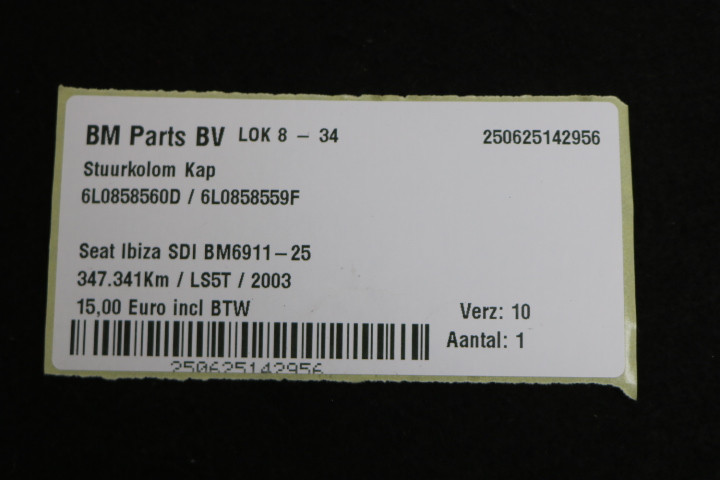 BM Parts BV LOK 8 - 34 250625142956
Stuurkolom Kap
6L0858560D / 6L0858559F
Seat Ibiza SDI BM6911-25
347.341Km / LS5T / 2003
15,00 Euro incl BTW Verz: 10
Aantal: 1
250625142956